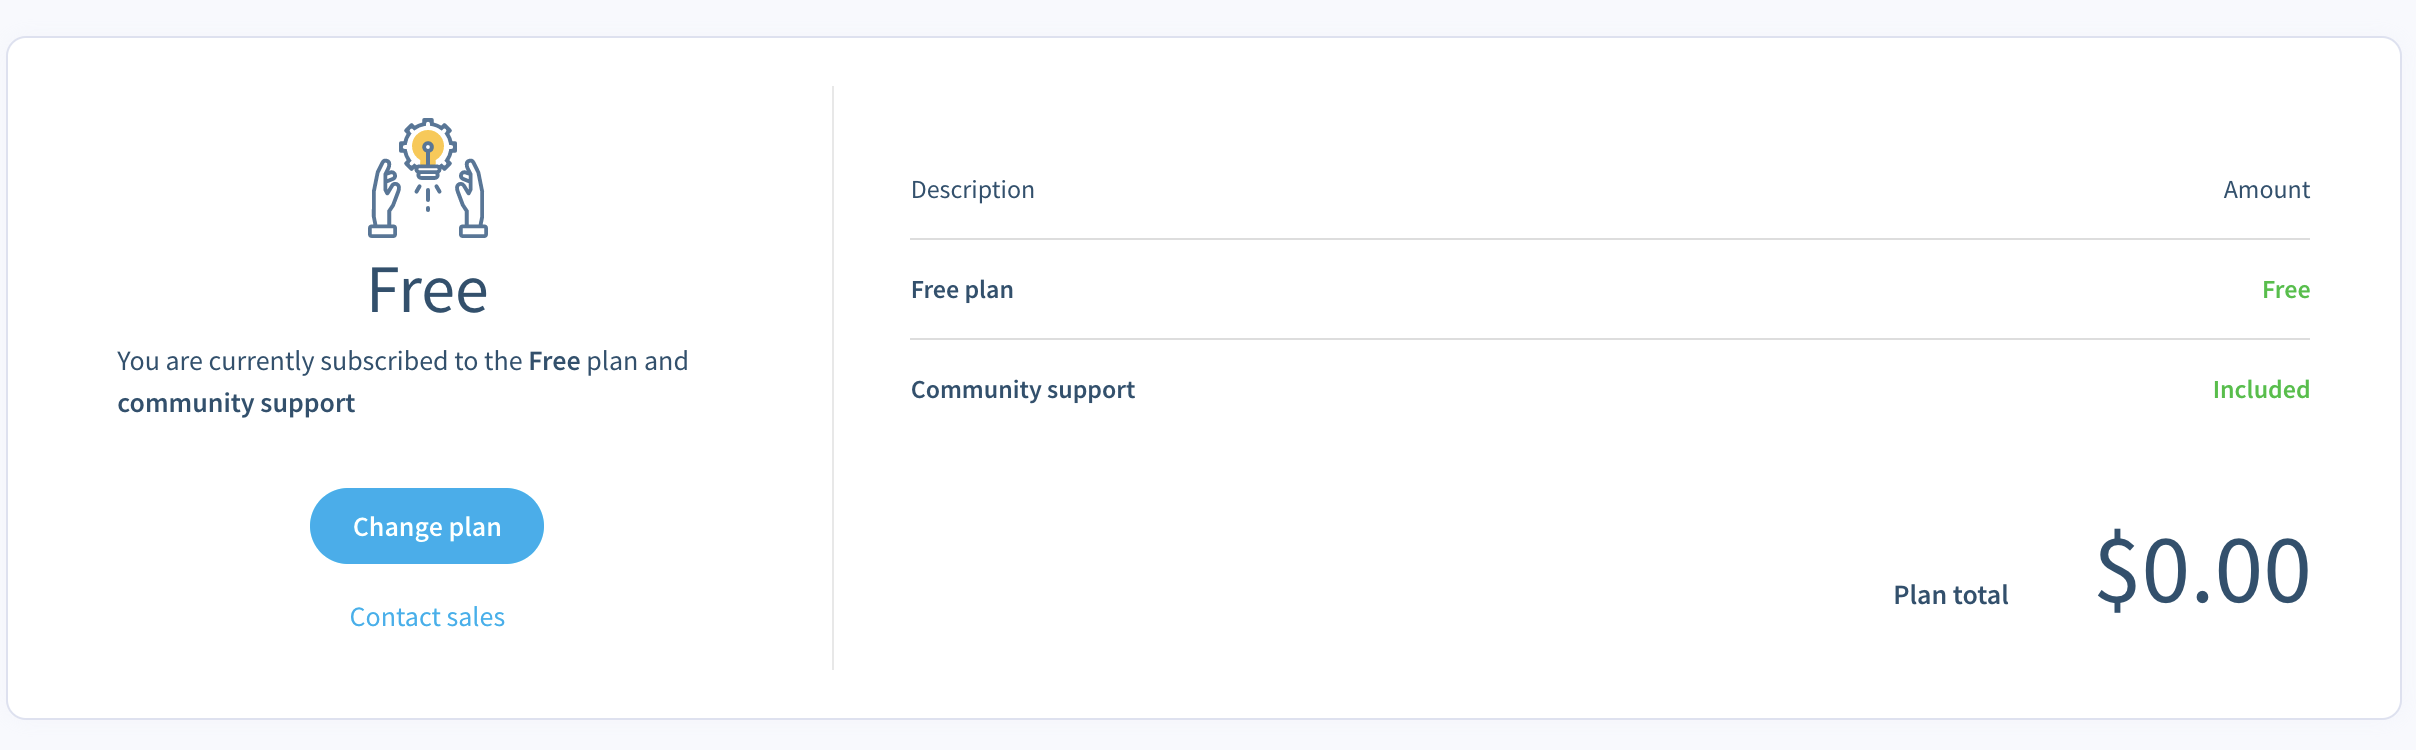 Free
You are currently subscribed to the Free plan and
community support
Change plan
Contact sales
Description Amount
Free plan Free
Community support Included
Plan total $0.00